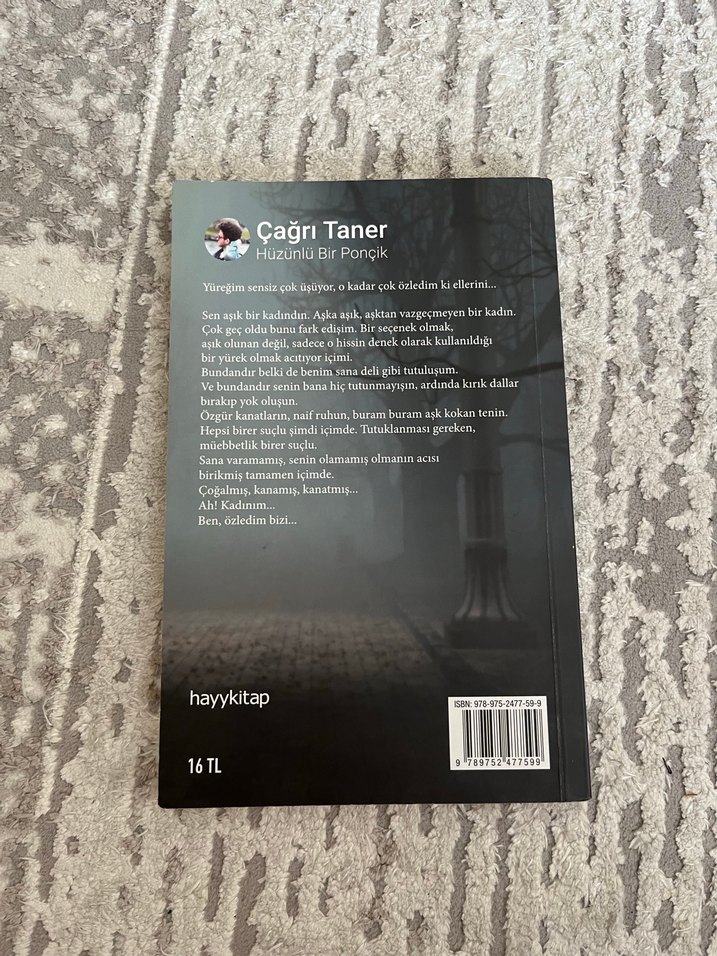 Çağrı Taner
Hüzünlü Bir Ponçik
Yüreğim sensiz çok üşüyor, o kadar çok özledim ki ellerini...
Sen aşık bir kadındın. Aşka aşık, aşktan vazgeçmeyen bir kadın.
Çok geç oldu bunu fark edişim. Bir seçenek olmak,
aşık olunan değil, sadece o hissin denek olarak kullanıldığı
bir yürek olmak acıtıyor içimi.
Bundandır belki de benim sana deli gibi tutuluşum.
Ve bundandır senin bana hiç tutunmayışın, ardında kırık dallar
bırakıp yok oluşun.
Özgür kanatların, naif ruhun, buram buram aşk kokan tenin.
Hepsi birer suçlu şimdi içimde. Tutuklanması gereken,
müebbetlik birer suçlu.
Sana varamamış, senin olamamış olmanın acısı
birikmiş tamamen içimde.
Çoğalmış, kanamış, kanatmış...
Ah! Kadınım...
Ben, özledim bizi...
hayykitap
ISBN: 978-975-2477-59-9
9 789752 477599
16 TL